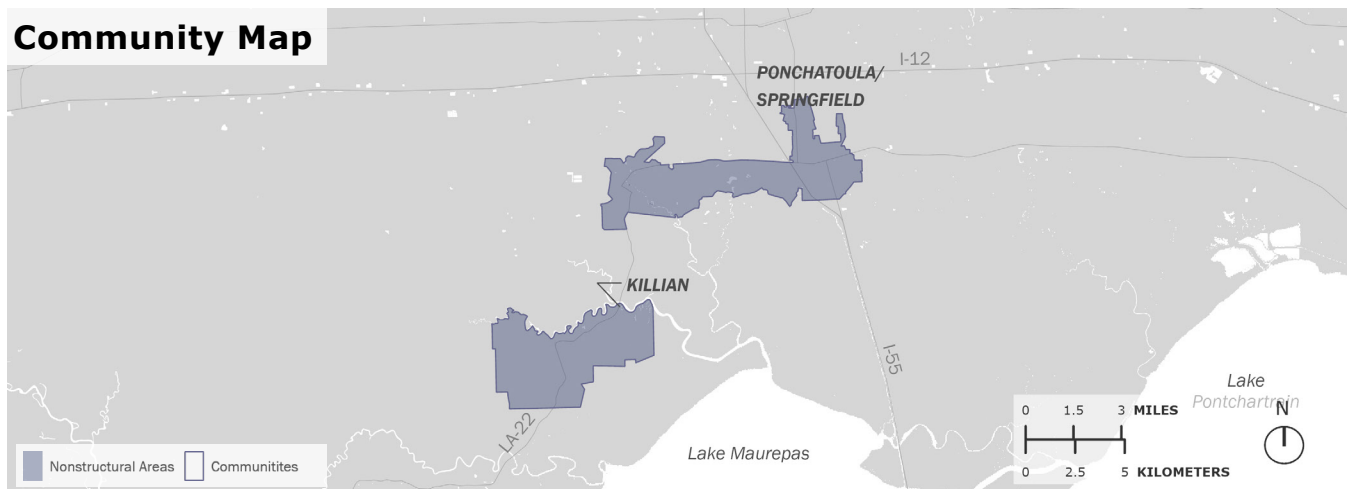 Community Map
I-12
PONCHATOULA/
SPRINGFIELD
KILLIAN
I-55
LA-22
Lake Maurepas
Lake
Pontchartrain
Nonstructural Areas
Communitites
0 1.5 3 MILES
0 2.5 5 KILOMETERS
N